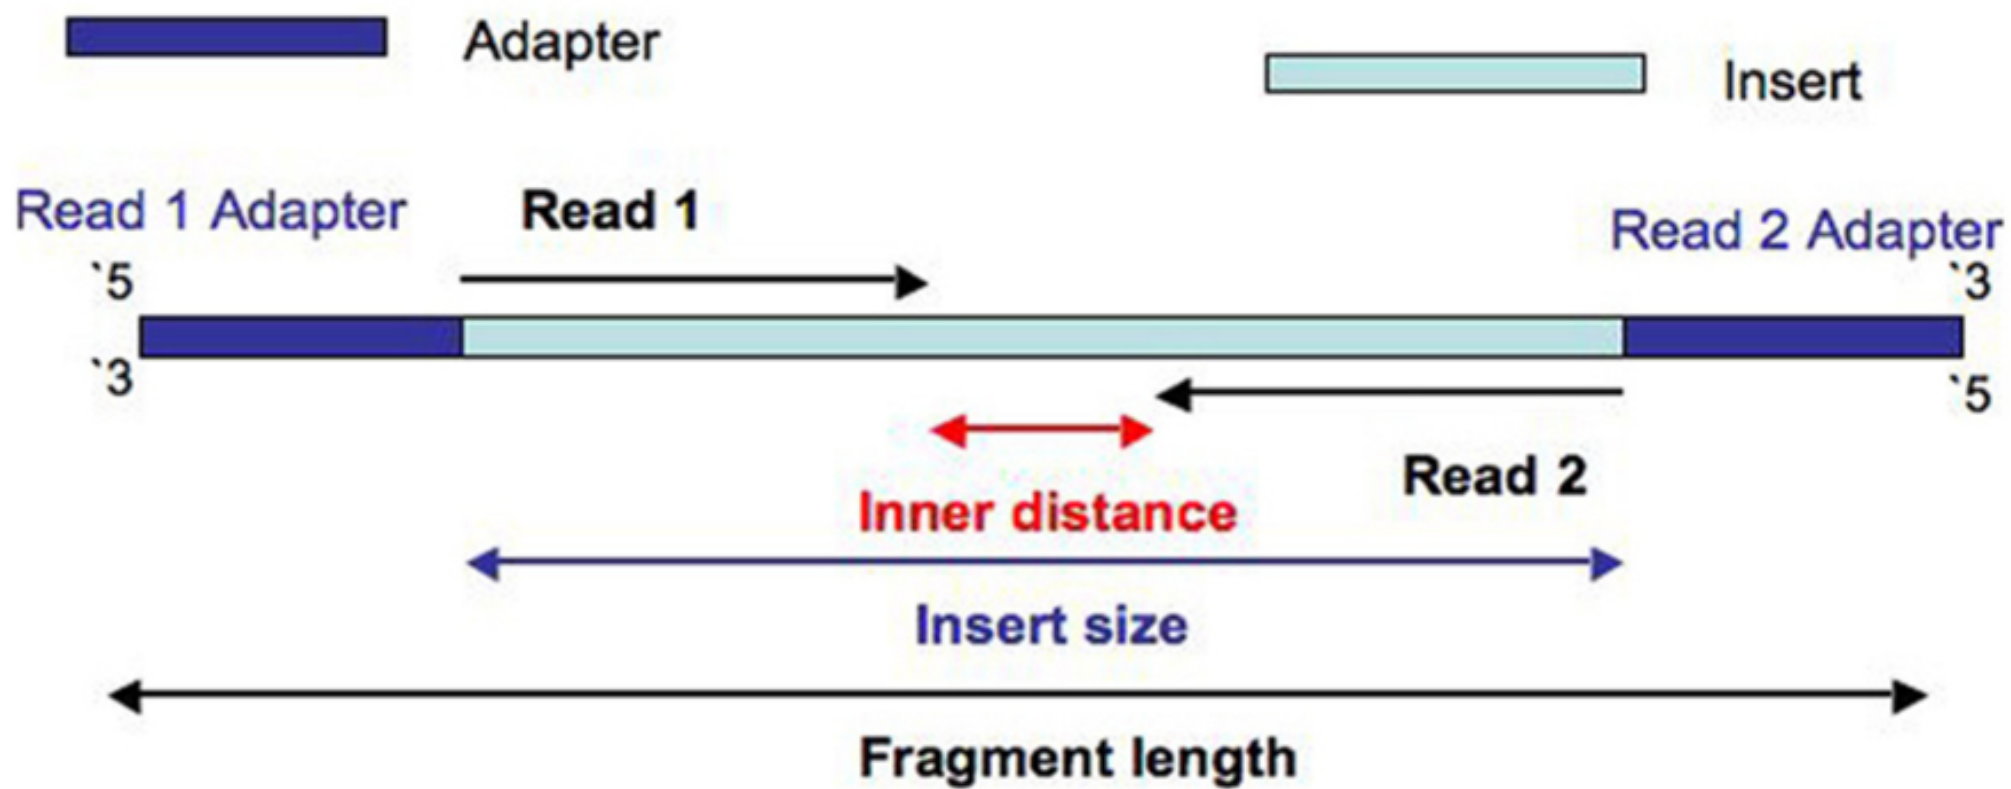 Adapter
Insert
Read 1 Adapter
Read 1
Read 2 Adapter
`5
`3
`3
`5
Read 2
Inner distance
Insert size
Fragment length